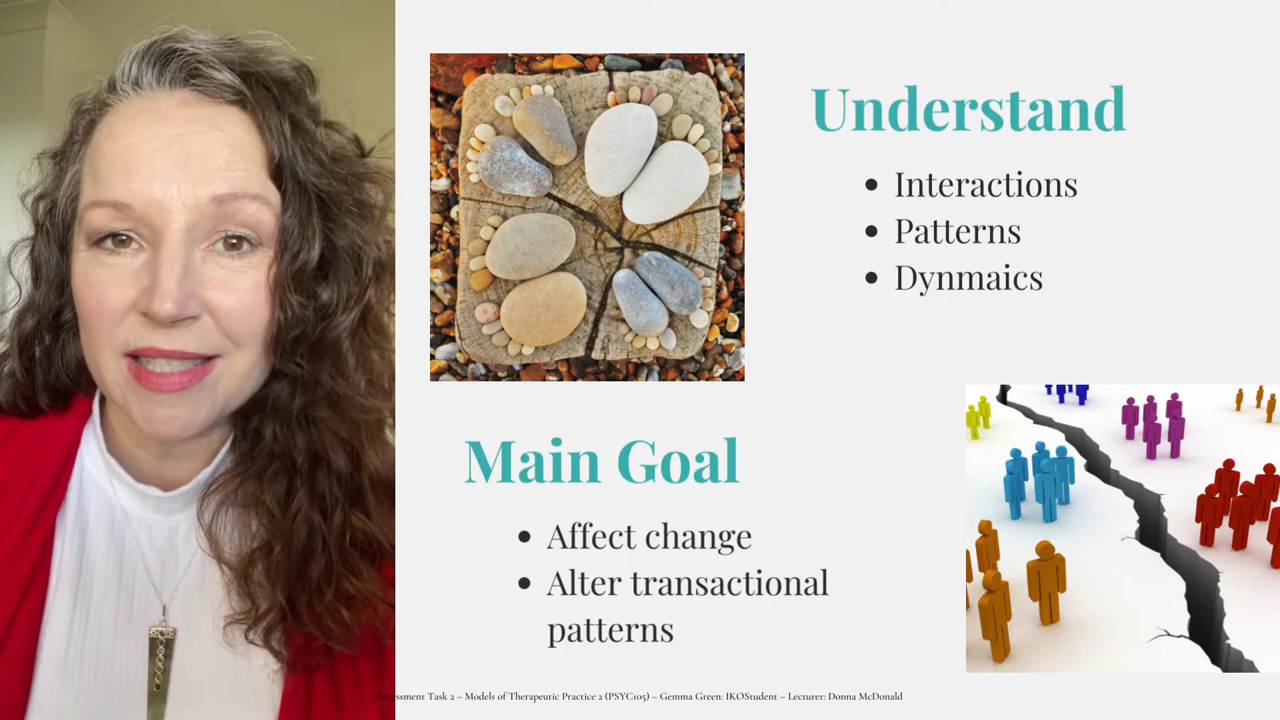 Understand
Interactions
Patterns
Dynmaics
Main Goal
Affect change
Alter transactional
patterns
Assessment Task 2 – Models of Therapeutic Practice 2 (PSYC105) – Gemma Green: IKOStudent – Lecturer: Donna McDonald